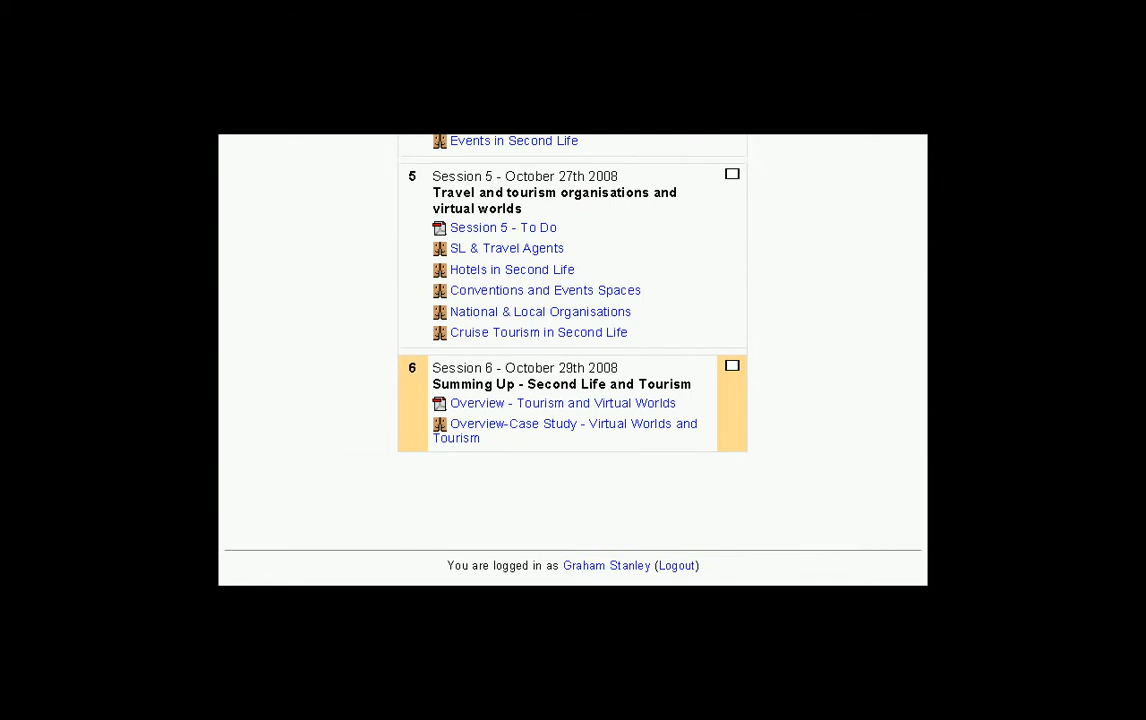 Events in Second Life
5 Session 5 - October 27th 2008
Travel and tourism organisations and
virtual worlds
Session 5 - To Do
SL & Travel Agents
Hotels in Second Life
Conventions and Events Spaces
National & Local Organisations
Cruise Tourism in Second Life
6 Session 6 - October 29th 2008
Summing Up - Second Life and Tourism
Overview - Tourism and Virtual Worlds
Overview-Case Study - Virtual Worlds and
Tourism
You are logged in as Graham Stanley (Logout)